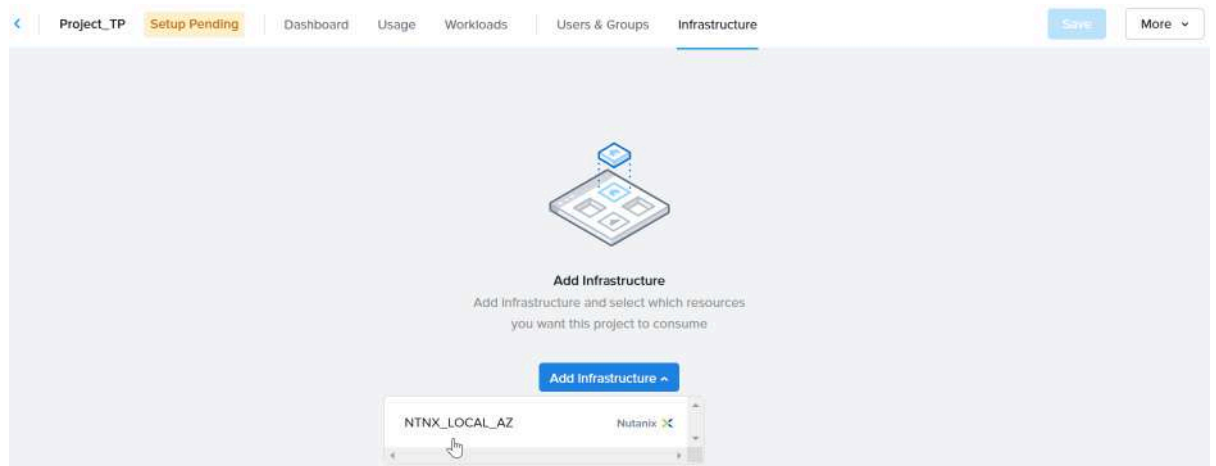 Project_TP Setup Pending Dashboard Usage Workloads Users & Groups Infrastructure Save More
Add Infrastructure
Add infrastructure and select which resources
you want this project to consume
Add Infrastructure
NTNX_LOCAL_AZ Nutanix